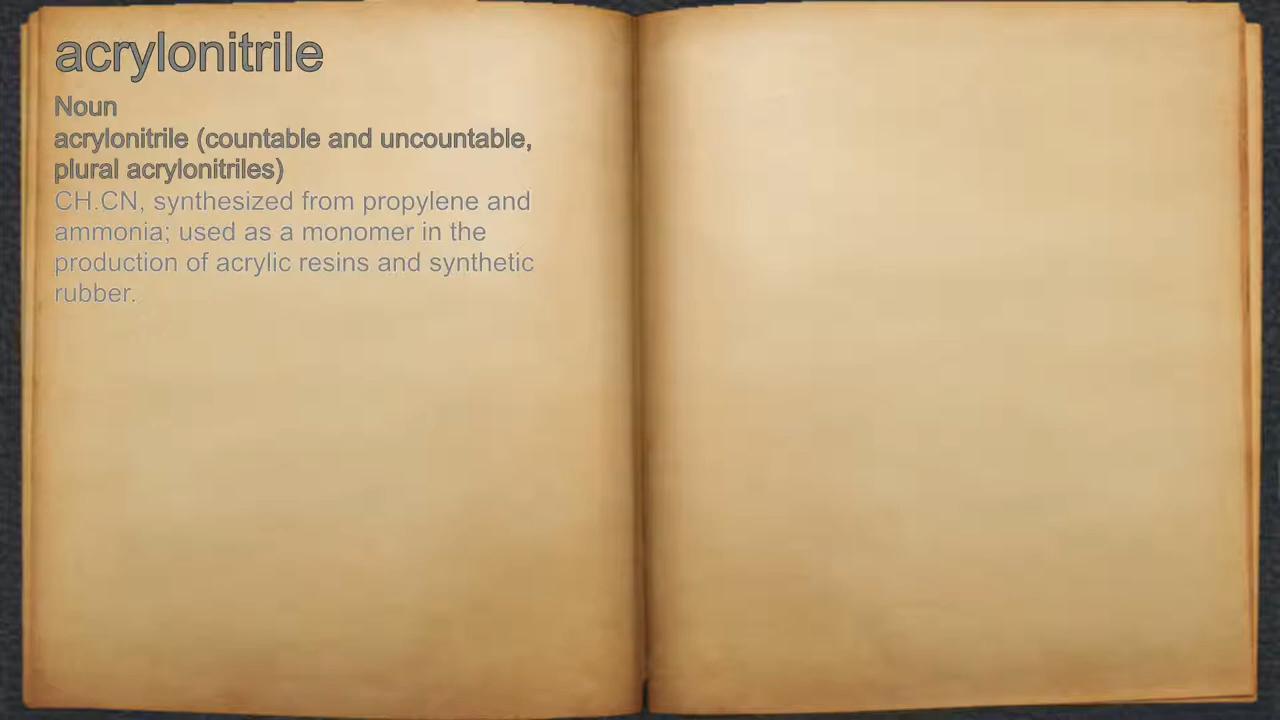 acrylonitrile
Noun
acrylonitrile (countable and uncountable,
plural acrylonitriles)
CH.CN, synthesized from propylene and
ammonia; used as a monomer in the
production of acrylic resins and synthetic
rubber.